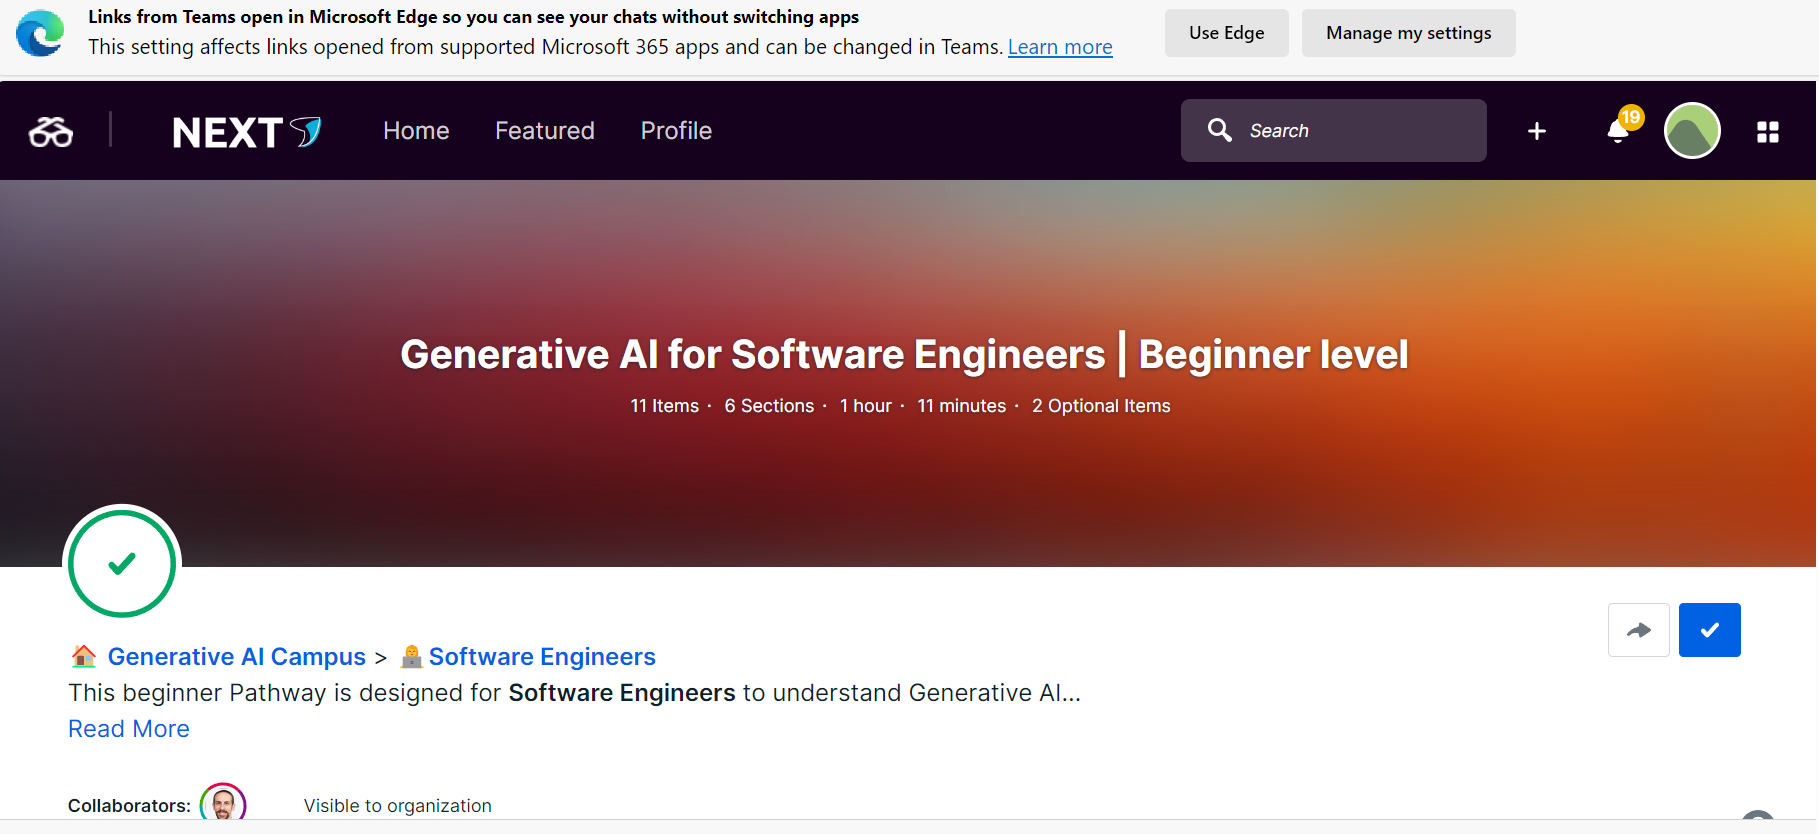 Links from Teams open in Microsoft Edge so you can see your chats without switching apps
This setting affects links opened from supported Microsoft 365 apps and can be changed in Teams. Learn more
Use Edge
Manage my settings
NEXT
Home
Featured
Profile
Search
19
Generative AI for Software Engineers | Beginner level
11 Items · 6 Sections · 1 hour · 11 minutes · 2 Optional Items
Generative AI Campus > Software Engineers
This beginner Pathway is designed for Software Engineers to understand Generative AI...
Read More
Collaborators:
Visible to organization